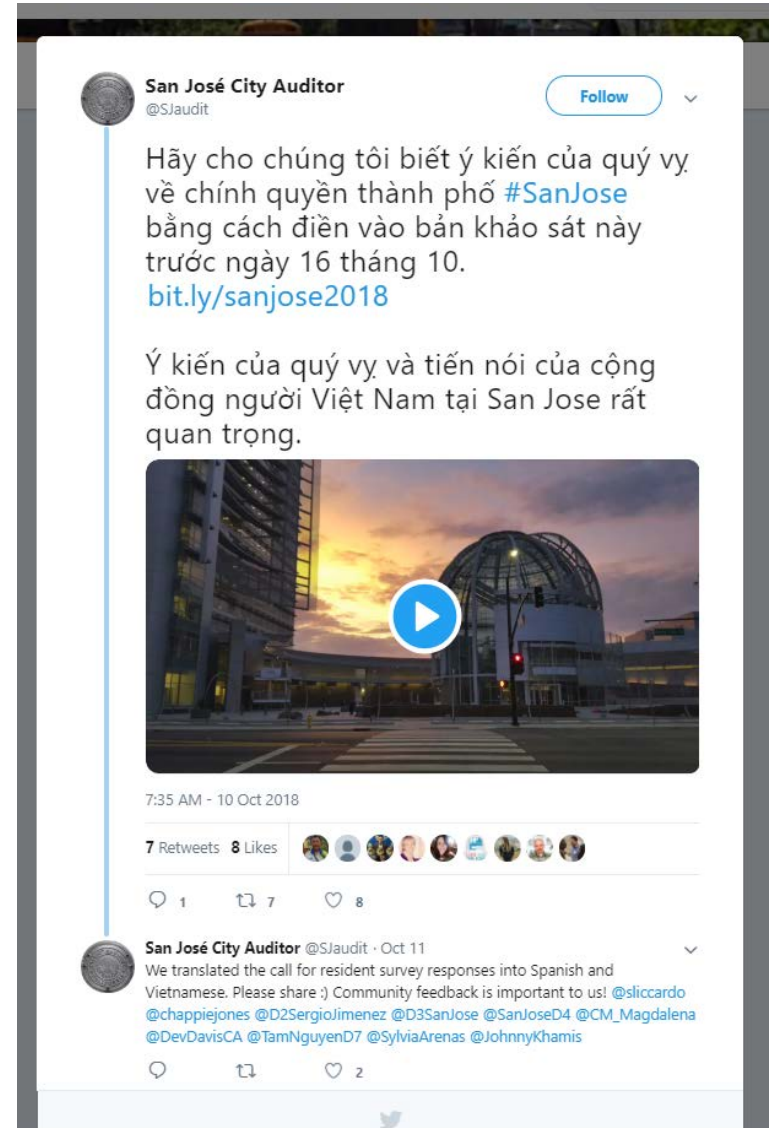 San José City Auditor
@SJaudit
Follow
Hãy cho chúng tôi biết ý kiến của quý vỵ
về chính quyền thành phố #SanJose
bằng cách điền vào bản khảo sát này
trước ngày 16 tháng 10.
bit.ly/sanjose2018
Ý kiến của quý vỵ và tiến nói của cộng
đồng người Việt Nam tại San Jose rất
quan trọng.
7:35 AM - 10 Oct 2018
7 Retweets 8 Likes
1 7 8
San José City Auditor @SJaudit · Oct 11
We translated the call for resident survey responses into Spanish and
Vietnamese. Please share :) Community feedback is important to us! @sliccardo
@chappiejones @D2SergioJimenez @D3SanJose @SanJoseD4 @CM_Magdalena
@DevDavisCA @TamNguyenD7 @SylviaArenas @JohnnyKhamis
2